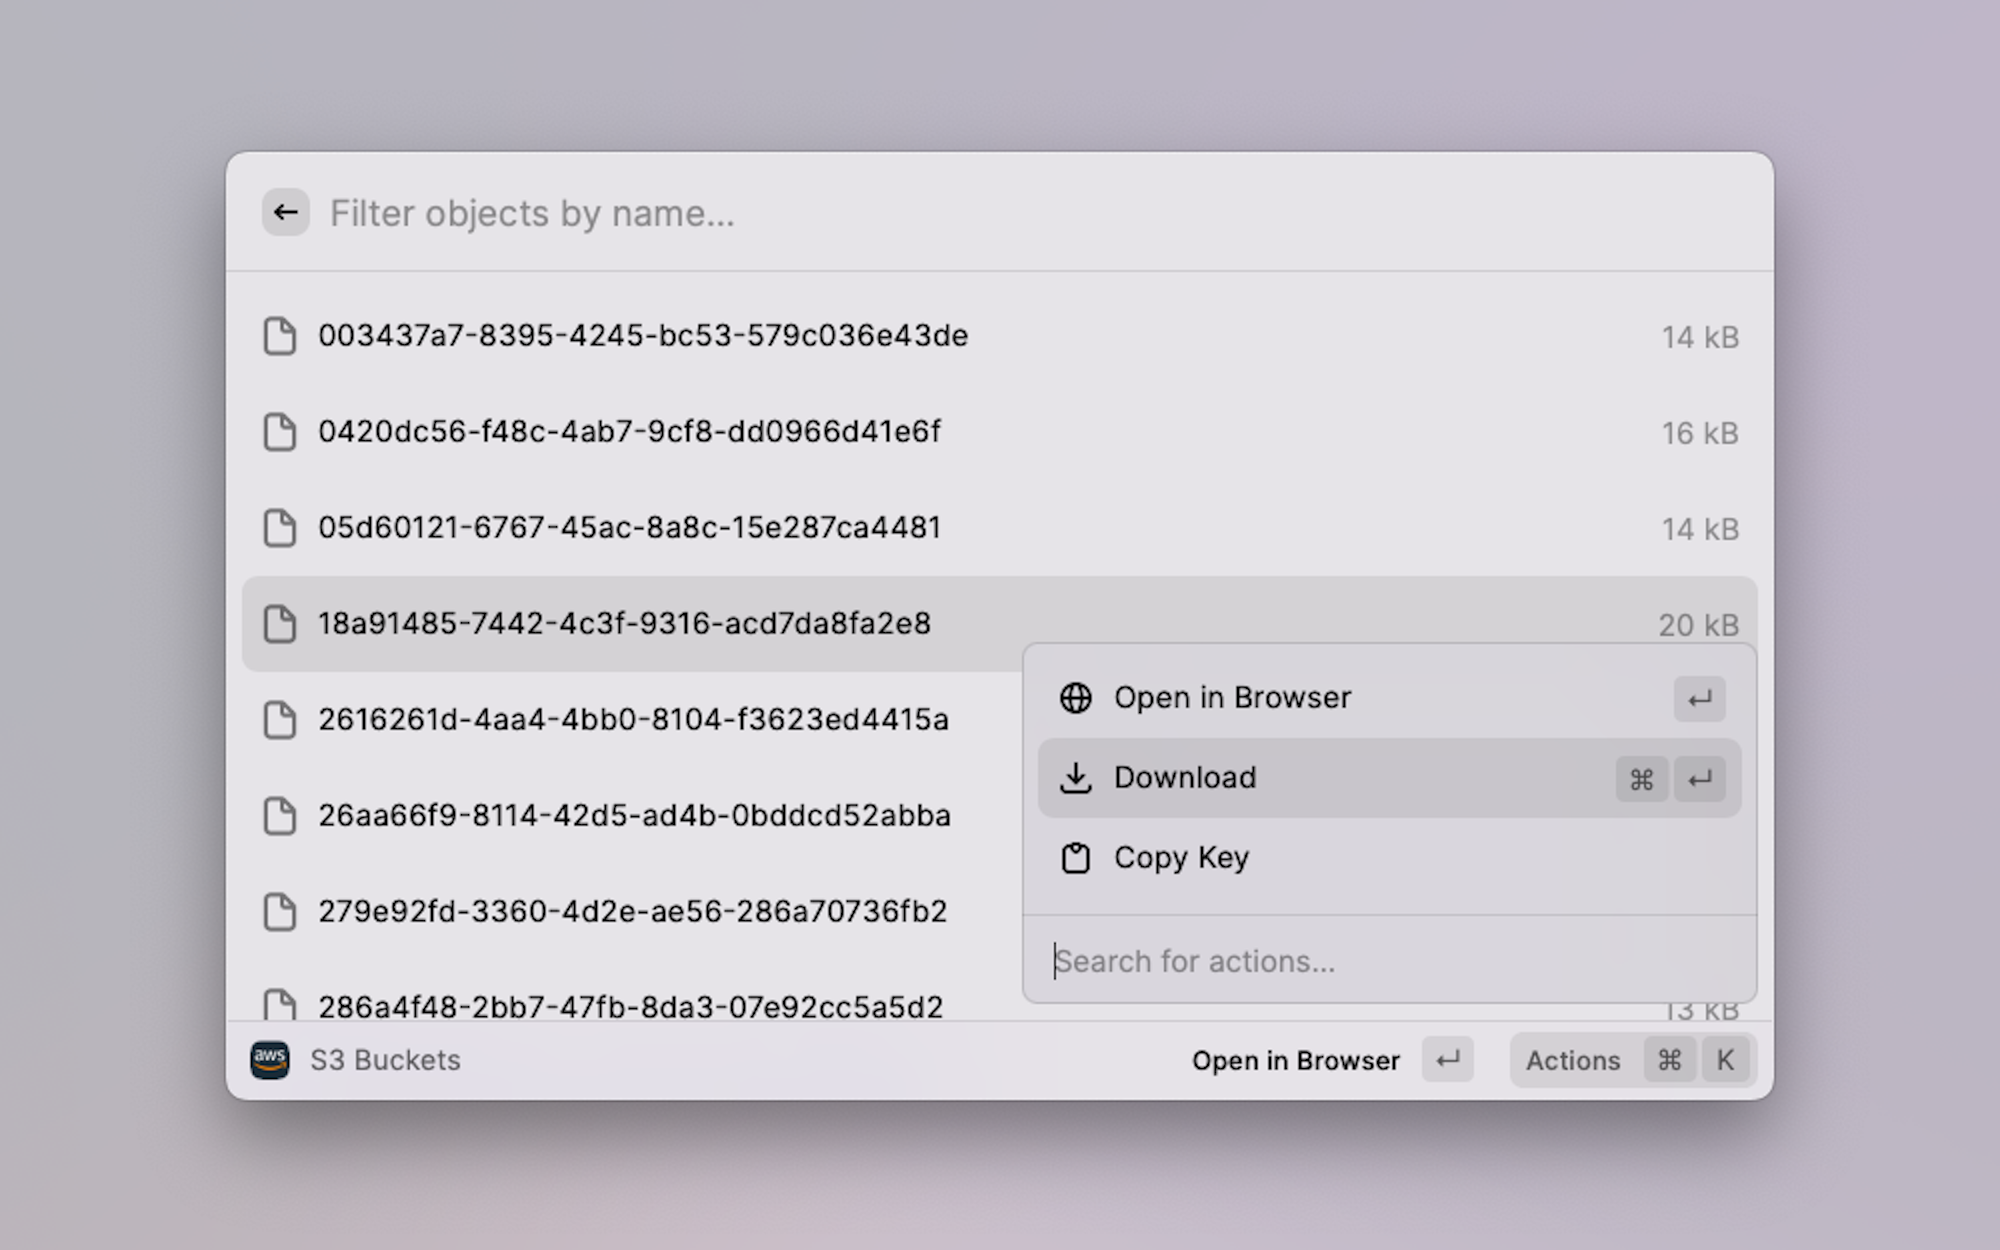 Filter objects by name...
003437a7-8395-4245-bc53-579c036e43de 14 kB
0420dc56-f48c-4ab7-9cf8-dd0966d41e6f 16 kB
05d60121-6767-45ac-8a8c-15e287ca4481 14 kB
18a91485-7442-4c3f-9316-acd7da8fa2e8 20 kB
2616261d-4aa4-4bb0-8104-f3623ed4415a
26aa66f9-8114-42d5-ad4b-0bddcd52abba
279e92fd-3360-4d2e-ae56-286a70736fb2
286a4f48-2bb7-47fb-8da3-07e92cc5a5d2 13 kB
Open in Browser ↵
Download ⌘ ↵
Copy Key
Search for actions...
aws S3 Buckets Open in Browser ↵ Actions ⌘ K